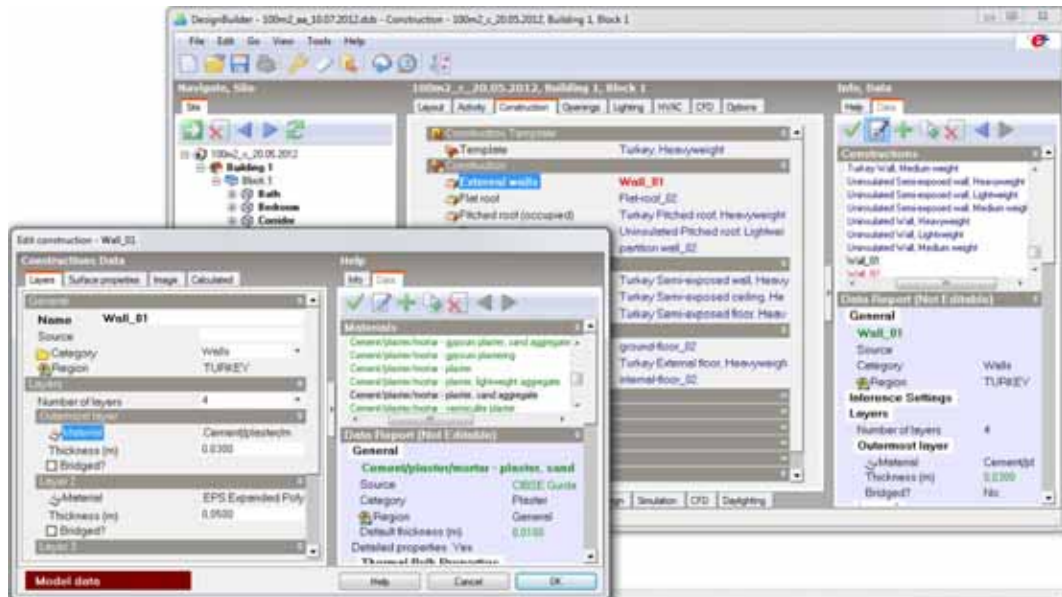 DesignBuilder - 100m2_aa_10.07.2012.dsb - Construction - 100m2_c_20.05.2012, Building 1, Block 1
File Edit Go View Tools Help
Navigate, Site
Site
100m2_c_20.05.2012
Building 1
Block 1
Bath
Bedroom
Corridor
100m2_c_20.05.2012, Building 1, Block 1
Layout Activity Construction Openings Lighting HVAC CFD Options
Construction Template
Template Turkey, Heavyweight
Construction
External walls Wall_01
Flat roof Flat-roof_02
Pitched roof (occupied) Turkey Pitched roof, Heavyweight
Uninsulated Pitched roof, Lightwei
partition wall_02
Turkey Semi-exposed wall, Heavy
Turkey Semi-exposed ceiling, He
Turkey Semi-exposed floor, Heav
ground-floor_02
Turkey External floor, Heavyweigh
internal-floor_02
Simulation CFD Daylighting
Info, Data
Help Data
Constructions
Turkey Wall, Medium weight
Uninsulated Semi-exposed wall, Heavyweight
Uninsulated Semi-exposed wall, Lightweight
Uninsulated Semi-exposed wall, Medium weigh
Uninsulated Wall, Heavyweight
Uninsulated Wall, Lightweight
Uninsulated Wall, Medium weight
Wall_01
Wall_01
Data Report (Not Editable)
General
Wall_01
Source
Category Walls
Region TURKEY
Inference Settings
Layers
Number of layers 4
Outermost layer
Material Cement/pl
Thickness (m) 0.0300
Bridged? No
Edit construction - Wall_01
Constructions Data
Layers Surface properties Image Calculated
General
Name Wall_01
Source
Category Walls
Region TURKEY
Layers
Number of layers 4
Outermost layer
Material Cement/plaster/m
Thickness (m) 0.0300
Bridged?
Layer 2
Material EPS Expanded Poly
Thickness (m) 0.0500
Bridged?
Layer 3
Model data
Help
Info Data
Materials
Cement/plaster/mortar - gypsum plaster, sand aggregate
Cement/plaster/mortar - gypsum plastering
Cement/plaster/mortar - plaster
Cement/plaster/mortar - plaster, lightweight aggregate
Cement/plaster/mortar - plaster, sand aggregate
Cement/plaster/mortar - vermiculite plaster
Data Report (Not Editable)
General
Cement/plaster/mortar - plaster, sand
Source CIBSE Guide
Category Plaster
Region General
Default thickness (m) 0.0100
Detailed properties Yes
Thermal Bulk Properties
Help Cancel OK